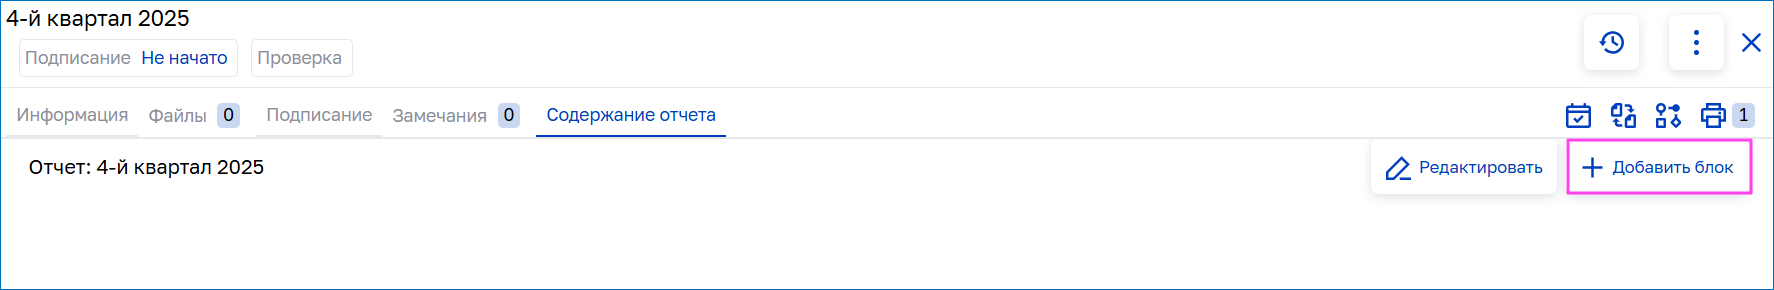 4-й квартал 2025
Подписание Не начато Проверка
Информация Файлы 0 Подписание Замечания 0 Содержание отчета 1
Отчет: 4-й квартал 2025 Редактировать Добавить блок